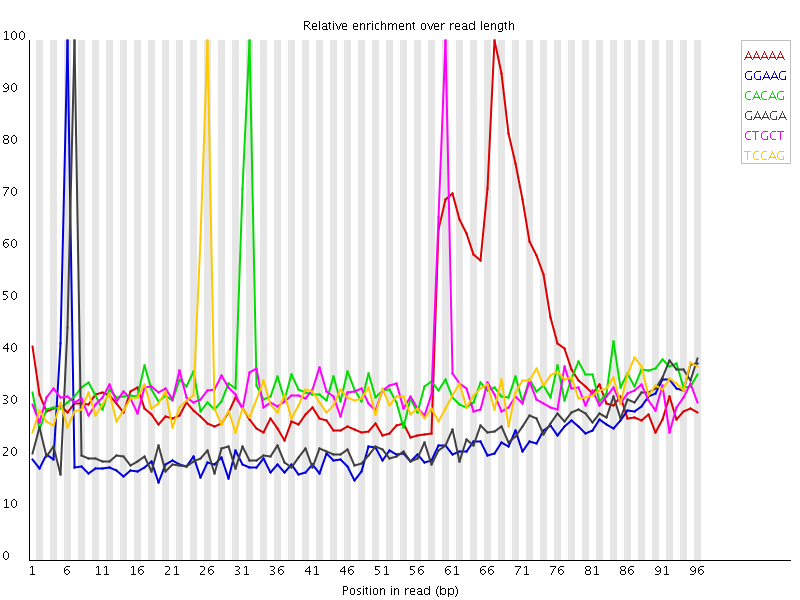 Relative enrichment over read length
100
90
80
70
60
50
40
30
20
10
0
1 6 11 16 21 26 31 36 41 46 51 56 61 66 71 76 81 86 91 96
Position in read (bp)
AAAAA
GGAAG
CACAG
GAAGA
CTGCT
TCCAG